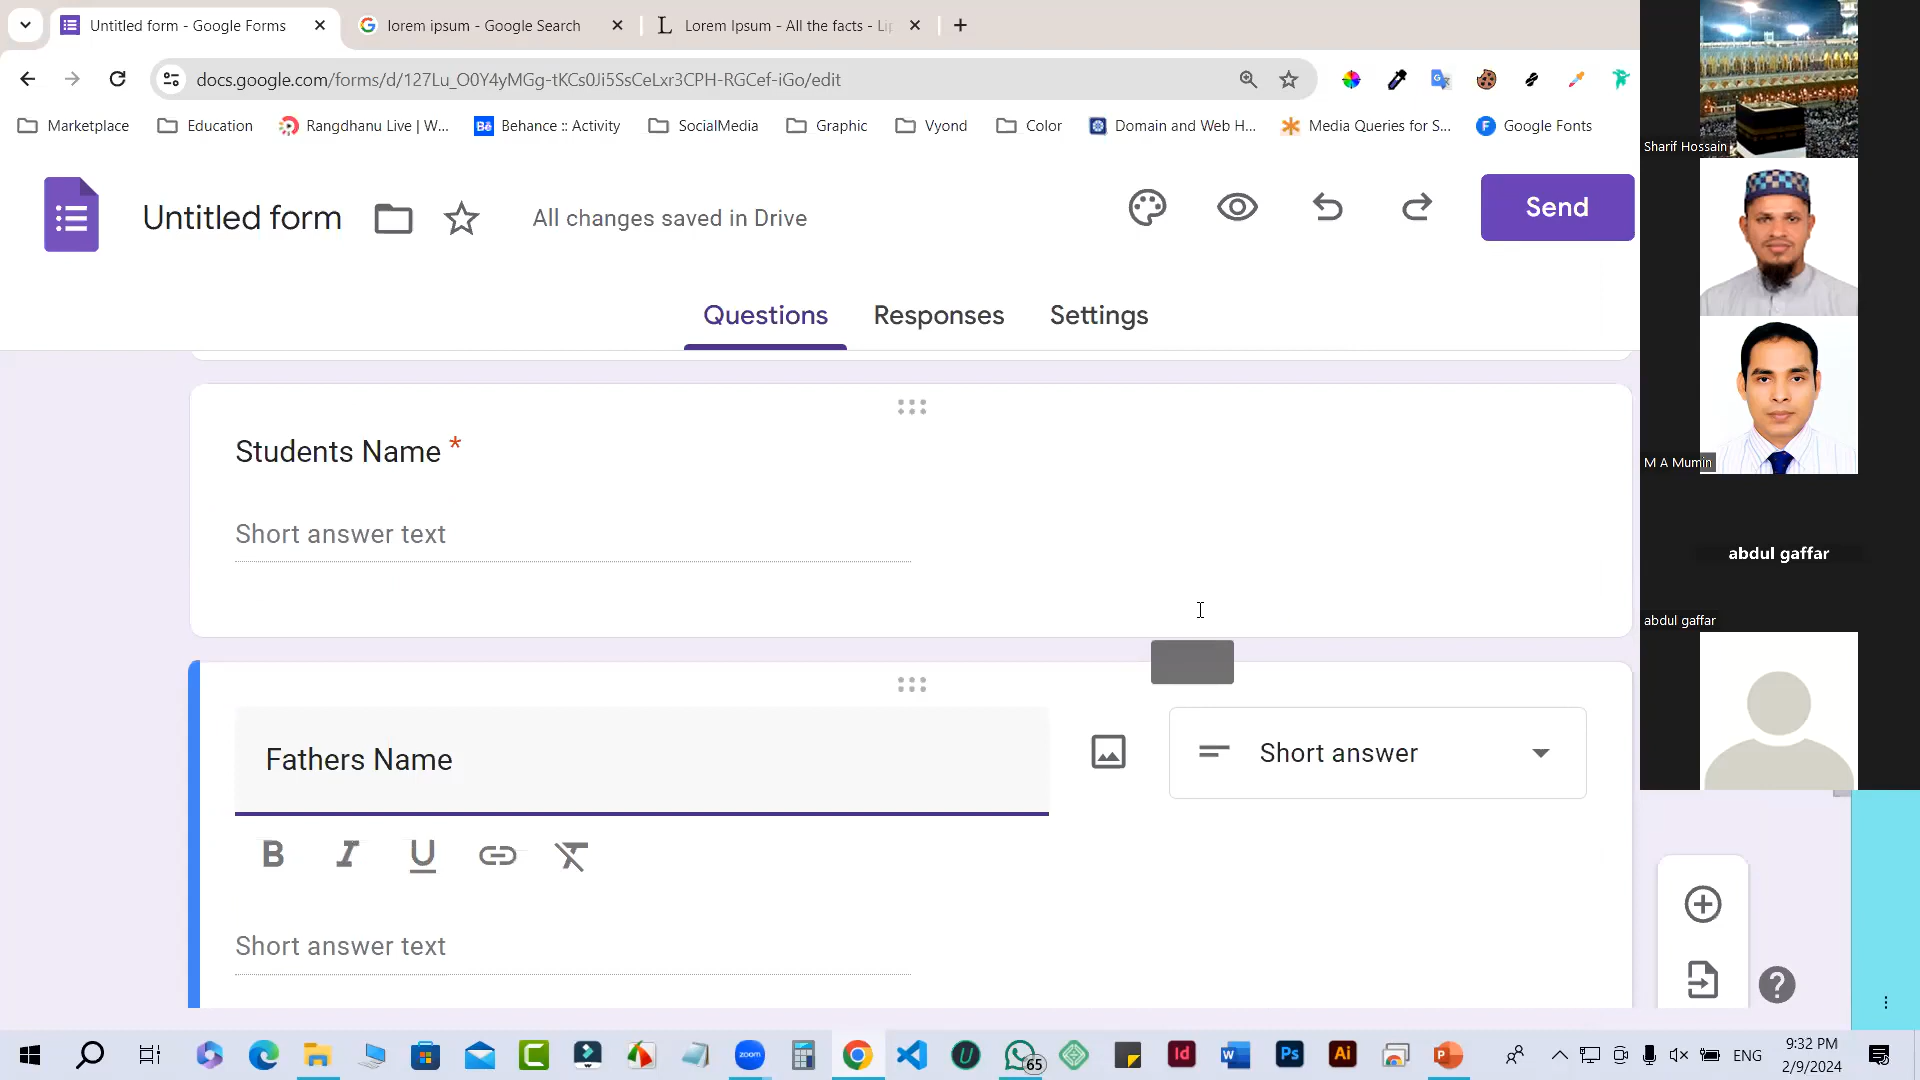 Untitled form - Google Forms
lorem ipsum - Google Search
Lorem Ipsum - All the facts - Lip
docs.google.com/forms/d/127Lu_O0Y4yMGg-tKCs0Ji5SsCeLxr3CPH-RGCef-iGo/edit
Marketplace
Education
Rangdhanu Live | W...
Behance :: Activity
SocialMedia
Graphic
Vyond
Color
Domain and Web H...
Media Queries for S...
Google Fonts
Untitled form
All changes saved in Drive
Send
Questions
Responses
Settings
Students Name *
Short answer text
Fathers Name
Short answer
B I U
Short answer text
Sharif Hossain
M A Mumin
abdul gaffar
abdul gaffar
65
ENG
9:32 PM
2/9/2024